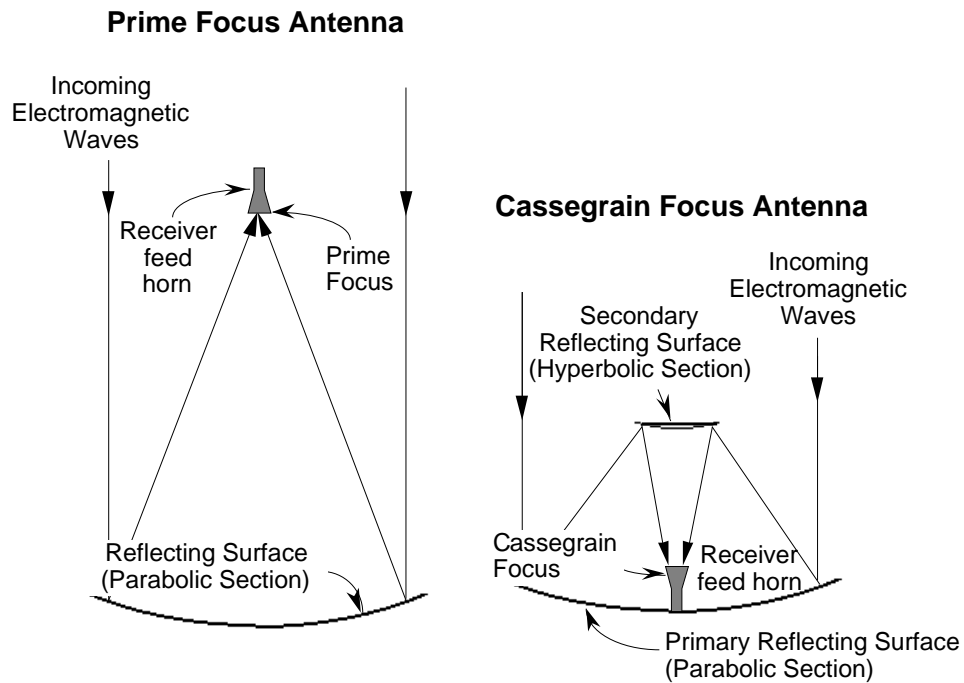 Prime Focus Antenna
Incoming
Electromagnetic
Waves
Receiver
feed
horn
Prime
Focus
Reflecting Surface
(Parabolic Section)
Cassegrain Focus Antenna
Incoming
Electromagnetic
Waves
Secondary
Reflecting Surface
(Hyperbolic Section)
Cassegrain
Focus
Receiver
feed horn
Primary Reflecting Surface
(Parabolic Section)